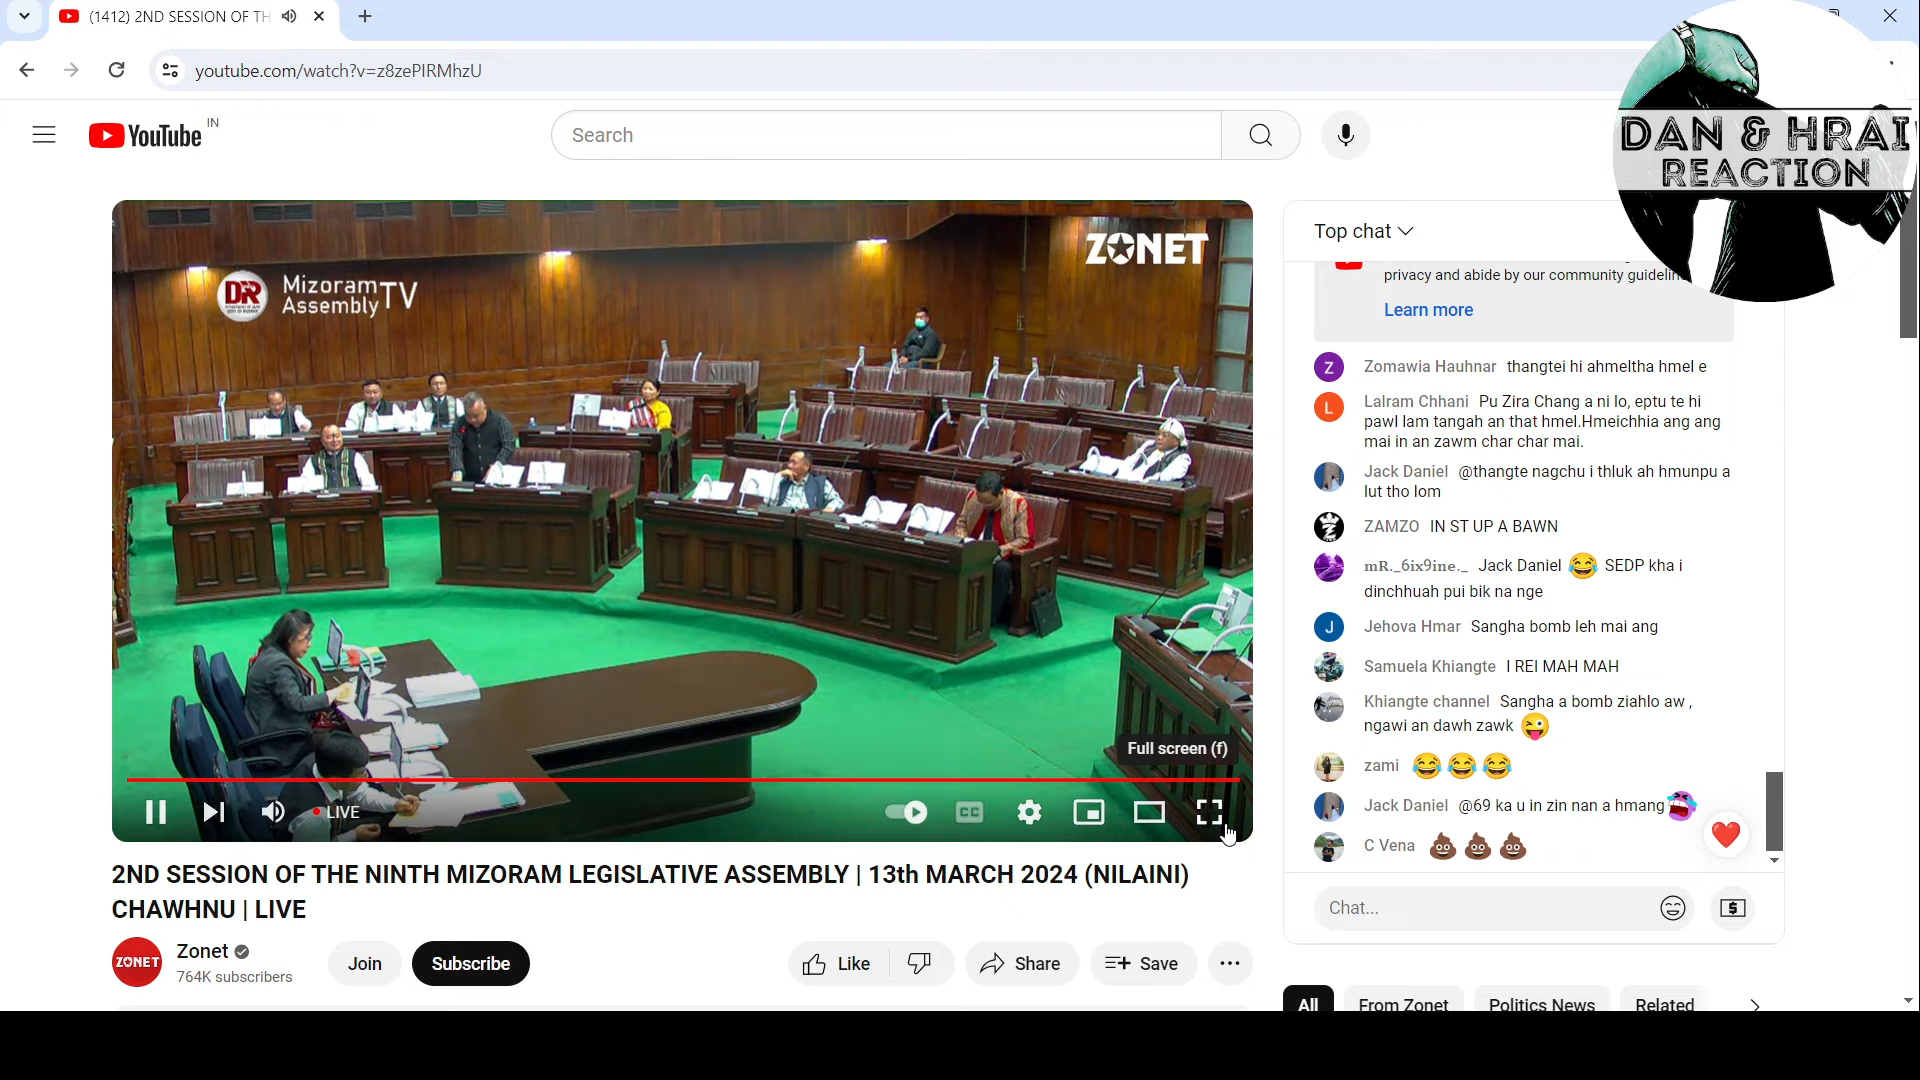 (1412) 2ND SESSION OF TH
youtube.com/watch?v=z8zePIRMhzU
YouTube IN
Search
DAN & HRAI
REACTION
DIPR
Mizoram
Assembly TV
ZONET
Top chat
privacy and abide by our community guidelin
Learn more
Zomawia Hauhnar thangtei hi ahmeltha hmel e
Lalram Chhani Pu Zira Chang a ni lo, eptu te hi
pawl lam tangah an that hmel.Hmeichhia ang ang
mai in an zawm char char mai.
Jack Daniel @thangte nagchu i thluk ah hmunpu a
lut tho lom
ZAMZO IN ST UP A BAWN
mR._6ix9ine._ Jack Daniel 😂 SEDP kha i
dinchhuah pui bik na nge
Jehova Hmar Sangha bomb leh mai ang
Samuela Khiangte I REI MAH MAH
Khiangte channel Sangha a bomb ziahlo aw ,
ngawi an dawh zawk 😜
zami 😂😂😂
Jack Daniel @69 ka u in zin nan a hmang
C Vena 💩💩💩
Chat...
Full screen (f)
LIVE
CC
2ND SESSION OF THE NINTH MIZORAM LEGISLATIVE ASSEMBLY | 13th MARCH 2024 (NILAINI)
CHAWHNU | LIVE
ZONET
Zonet
764K subscribers
Join
Subscribe
Like
Share
Save
All
From Zonet
Politics News
Related